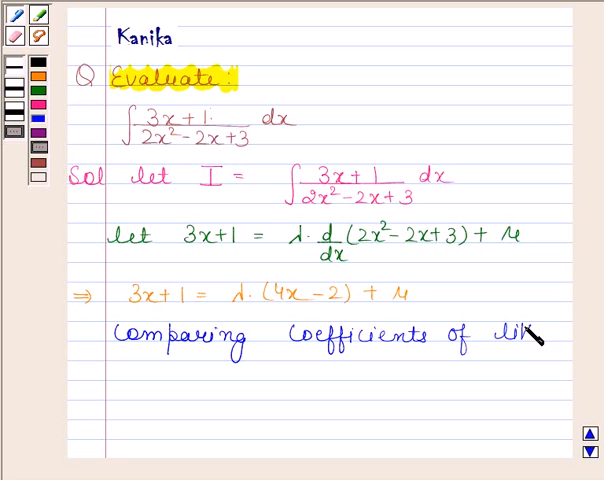 Kanika
Q Evaluate:
∫ (3x + 1)/(2x² - 2x + 3) dx
Sol let I = ∫ (3x + 1)/(2x² - 2x + 3) dx
let 3x+1 = λ. d/dx (2x² - 2x + 3) + μ
⇒ 3x + 1 = λ. (4x - 2) + μ
Comparing Coefficients of lik